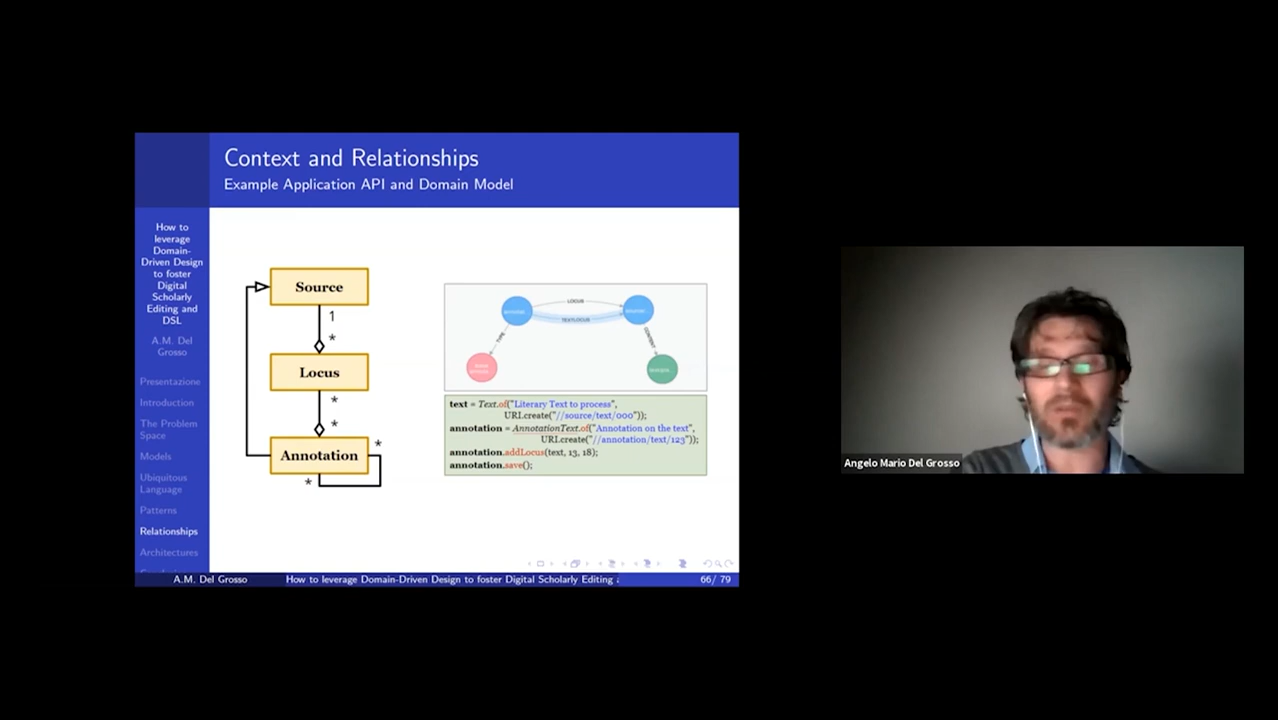 Context and Relationships
Example Application API and Domain Model
How to
leverage
Domain-
Driven Design
to foster
Digital
Scholarly
Editing and
DSL
A.M. Del
Grosso
Presentazione
Introduction
The Problem
Space
Models
Ubiquitous
Language
Patterns
Relationships
Architectures
Source
1
*
Locus
*
*
Annotation
*
*
LOCUS
TEXTLOCUS
TYPE
CONTENT
text = Text.of("Literary Text to process",
URI.create("//source/text/000"));
annotation = AnnotationText.of("Annotation on the text",
URI.create("//annotation/text/123"));
annotation.addLocus(text, 13, 18);
annotation.save();
A.M. Del Grosso
How to leverage Domain-Driven Design to foster Digital Scholarly Editing
66/ 79
Angelo Mario Del Grosso